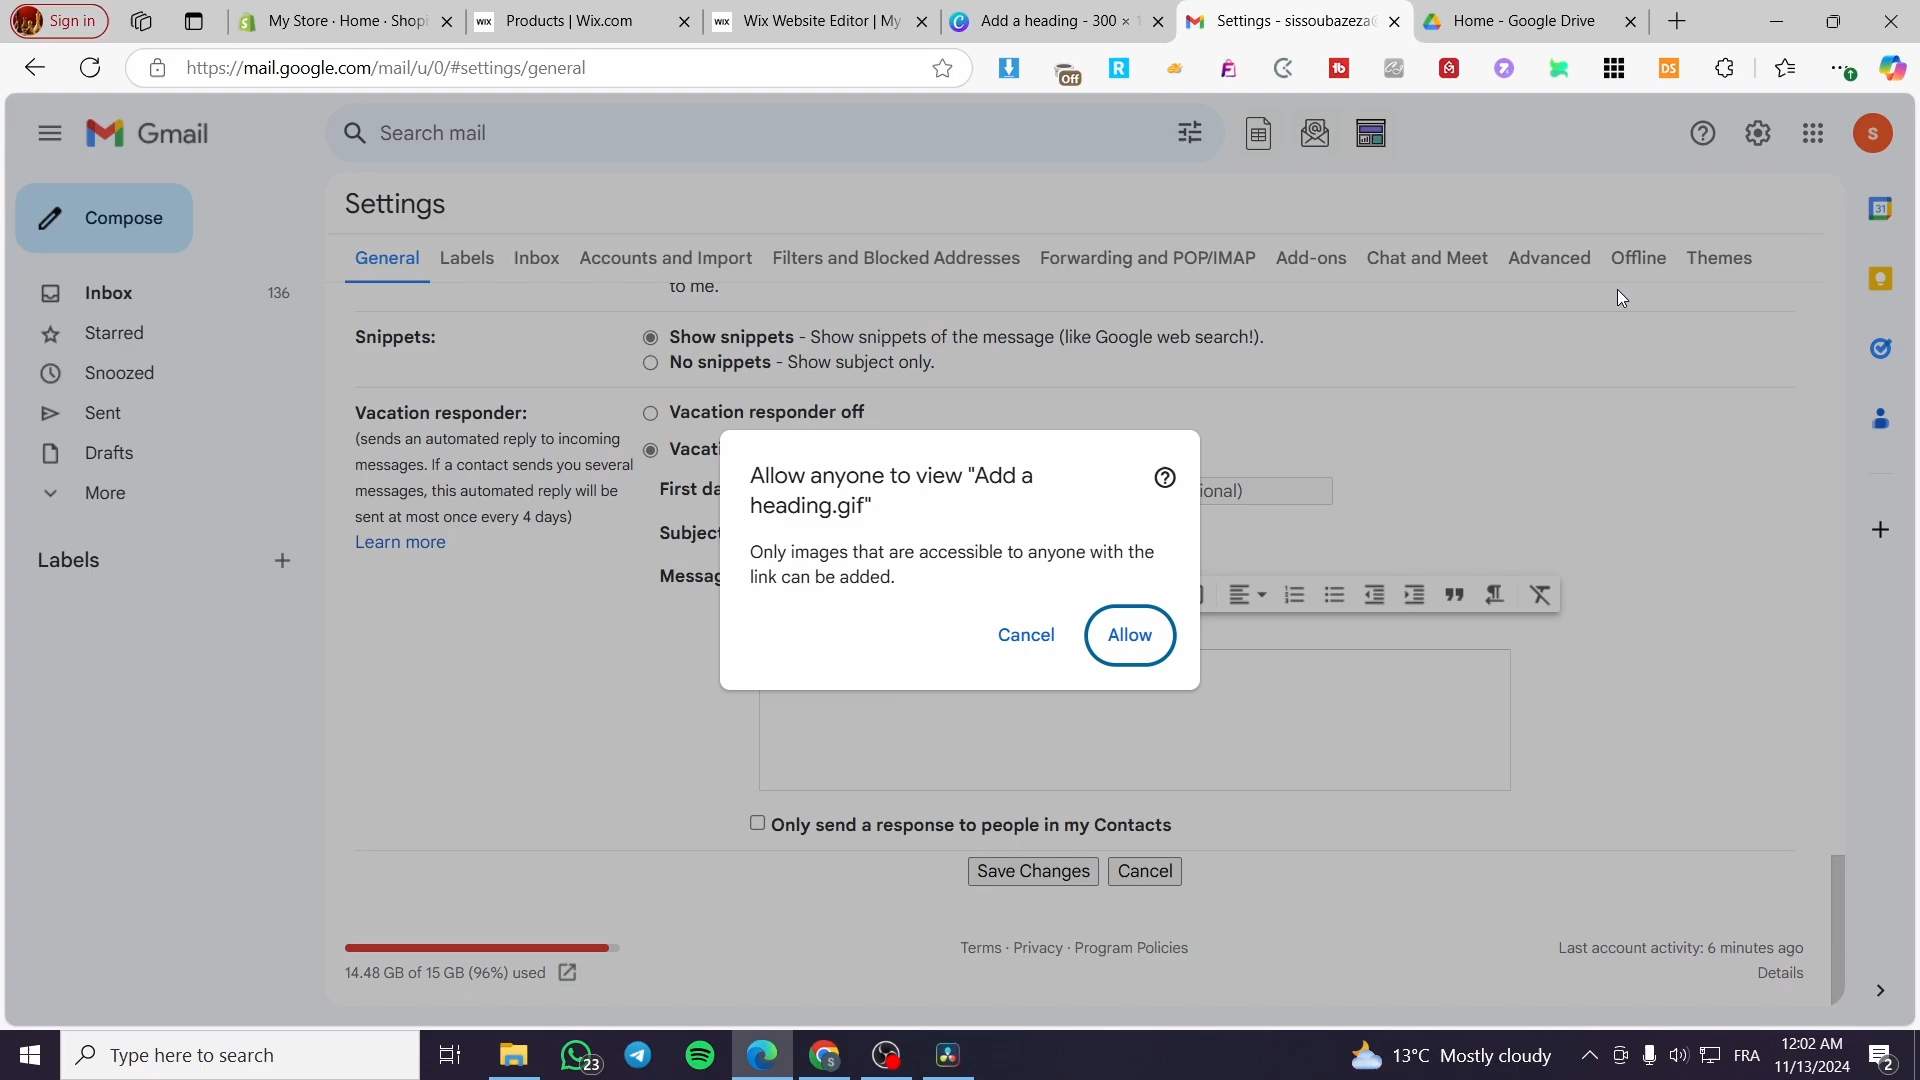 Sign in
My Store · Home · Shopi
Products | Wix.com
Wix Website Editor | My
Add a heading - 300 ×
Settings - sissoubazeza
Home - Google Drive
https://mail.google.com/mail/u/0/#settings/general
Off
Gmail
Search mail
S
Settings
Compose
General
Labels
Inbox
Accounts and Import
Filters and Blocked Addresses
Forwarding and POP/IMAP
Add-ons
Chat and Meet
Advanced
Offline
Themes
Inbox 136
Starred
Snoozed
Sent
Drafts
More
Labels
to me.
Snippets:
Show snippets - Show snippets of the message (like Google web search!).
No snippets - Show subject only.
Vacation responder:
(sends an automated reply to incoming
messages. If a contact sends you several
messages, this automated reply will be
sent at most once every 4 days)
Learn more
Vacation responder off
Vacati
First da
ional)
Subject
Messag
Allow anyone to view "Add a
heading.gif"
Only images that are accessible to anyone with the
link can be added.
Cancel
Allow
Only send a response to people in my Contacts
Save Changes
Cancel
14.48 GB of 15 GB (96%) used
Terms · Privacy · Program Policies
Last account activity: 6 minutes ago
Details
Type here to search
23
13°C Mostly cloudy
FRA
12:02 AM
11/13/2024
2